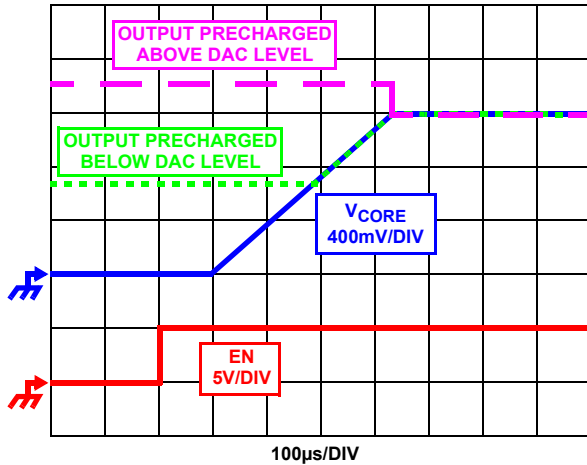 OUTPUT PRECHARGED
ABOVE DAC LEVEL
OUTPUT PRECHARGED
BELOW DAC LEVEL
VCORE
400mV/DIV
EN
5V/DIV
100µs/DIV